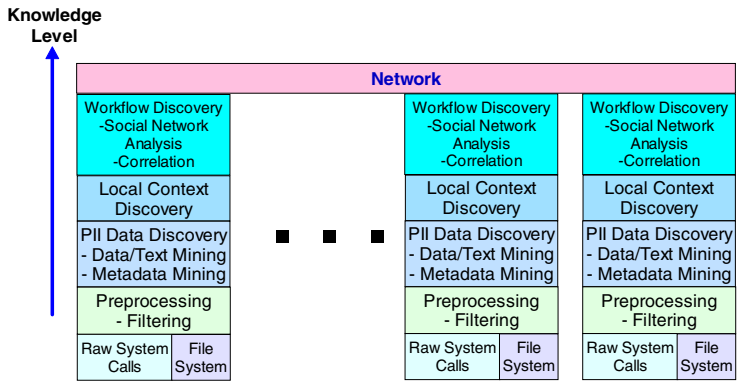 Knowledge
Level
Network
Workflow Discovery
-Social Network
Analysis
-Correlation
Local Context
Discovery
PII Data Discovery
- Data/Text Mining
- Metadata Mining
Preprocessing
- Filtering
Raw System
Calls
File
System
Workflow Discovery
-Social Network
Analysis
-Correlation
Local Context
Discovery
PII Data Discovery
- Data/Text Mining
- Metadata Mining
Preprocessing
- Filtering
Raw System
Calls
File
System
Workflow Discovery
-Social Network
Analysis
-Correlation
Local Context
Discovery
PII Data Discovery
- Data/Text Mining
- Metadata Mining
Preprocessing
- Filtering
Raw System
Calls
File
System